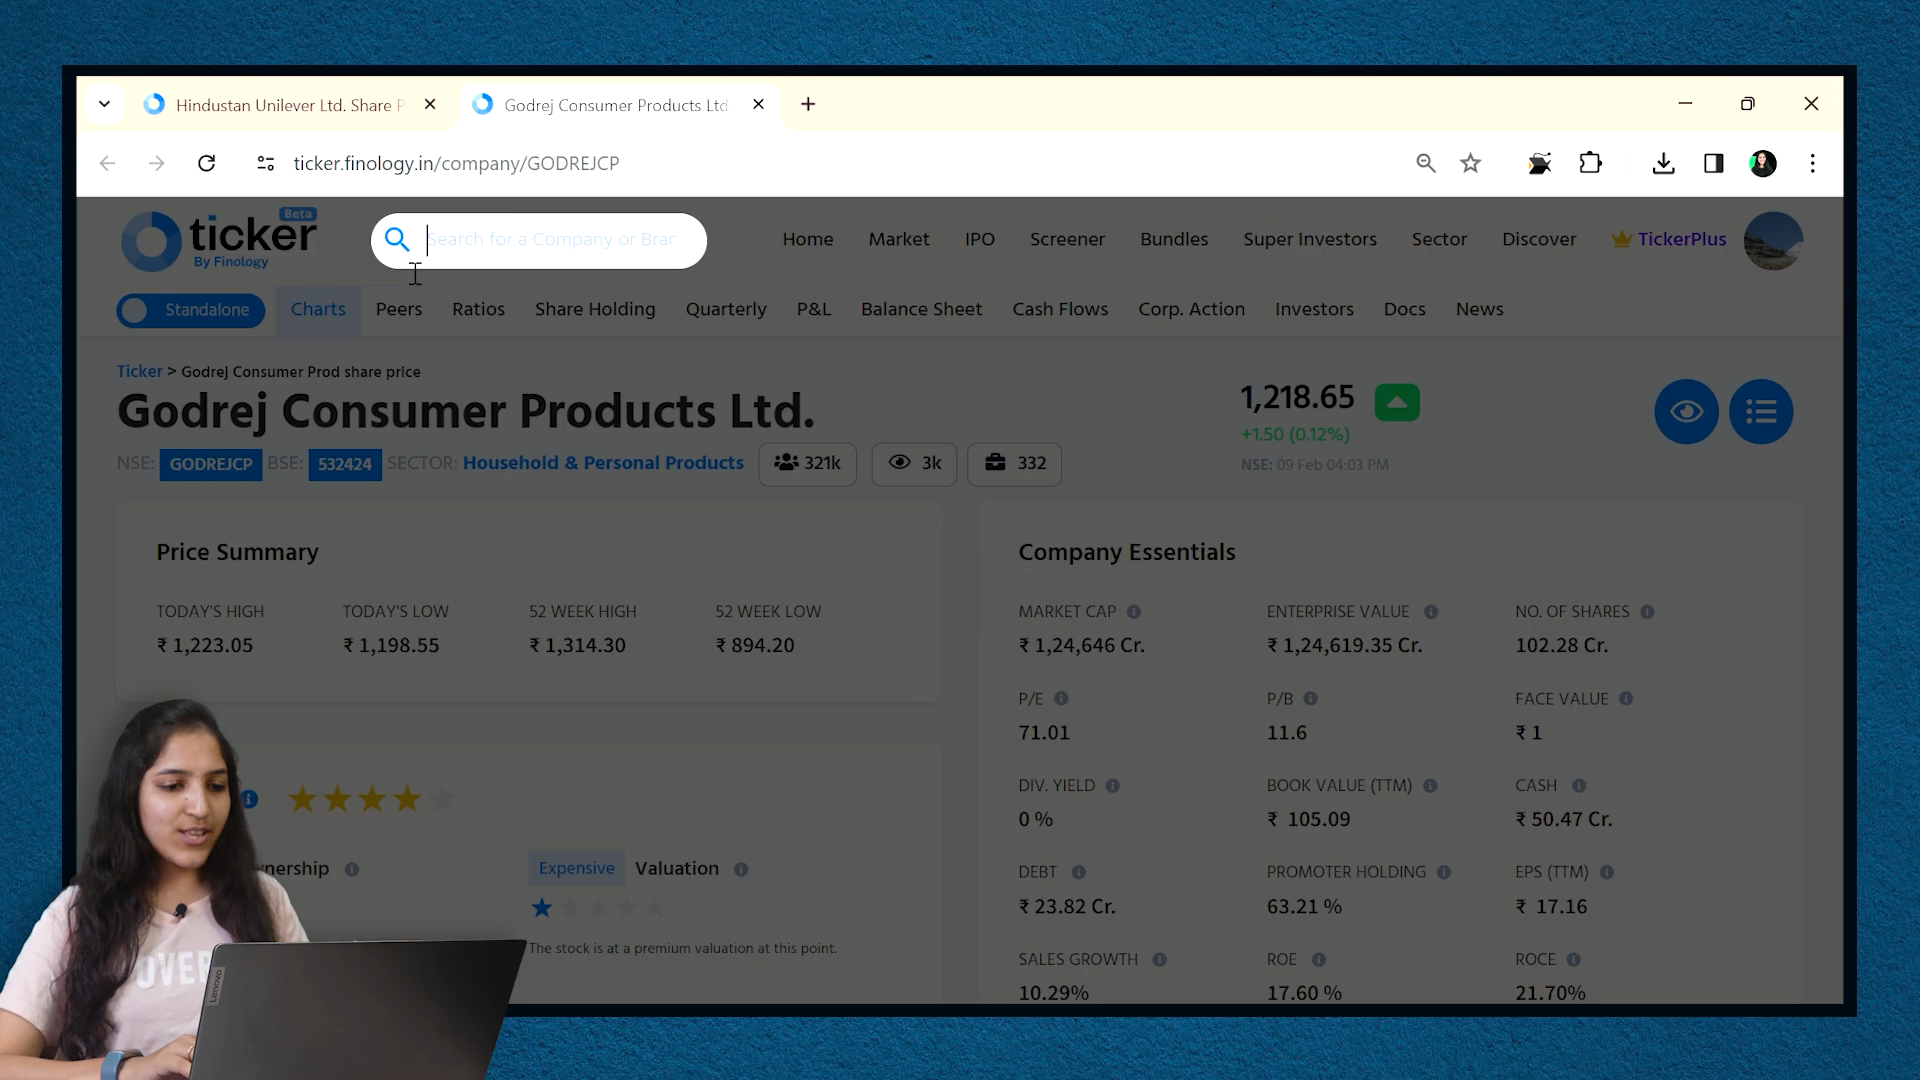 Hindustan Unilever Ltd. Share P
Godrej Consumer Products Ltd
ticker.finology.in/company/GODREJCP
ticker
Beta
By Finology
Search for a Company or Bran
Home
Market
IPO
Screener
Bundles
Super Investors
Sector
Discover
TickerPlus
Standalone
Charts
Peers
Ratios
Share Holding
Quarterly
P&L
Balance Sheet
Cash Flows
Corp. Action
Investors
Docs
News
Ticker > Godrej Consumer Prod share price
Godrej Consumer Products Ltd.
1,218.65
+1.50 (0.12%)
NSE: 09 Feb 04:03 PM
NSE: GODREJCP BSE: 532424 SECTOR: Household & Personal Products
321k
3k
332
Price Summary
TODAY'S HIGH
₹ 1,223.05
TODAY'S LOW
₹ 1,198.55
52 WEEK HIGH
₹ 1,314.30
52 WEEK LOW
₹ 894.20
Company Essentials
MARKET CAP
₹ 1,24,646 Cr.
ENTERPRISE VALUE
₹ 1,24,619.35 Cr.
NO. OF SHARES
102.28 Cr.
P/E
71.01
P/B
11.6
FACE VALUE
₹ 1
DIV. YIELD
0 %
BOOK VALUE (TTM)
₹ 105.09
CASH
₹ 50.47 Cr.
DEBT
₹ 23.82 Cr.
PROMOTER HOLDING
63.21 %
EPS (TTM)
₹ 17.16
SALES GROWTH
10.29%
ROE
17.60 %
ROCE
21.70%
nership
Expensive Valuation
The stock is at a premium valuation at this point.
OVER
Lenovo